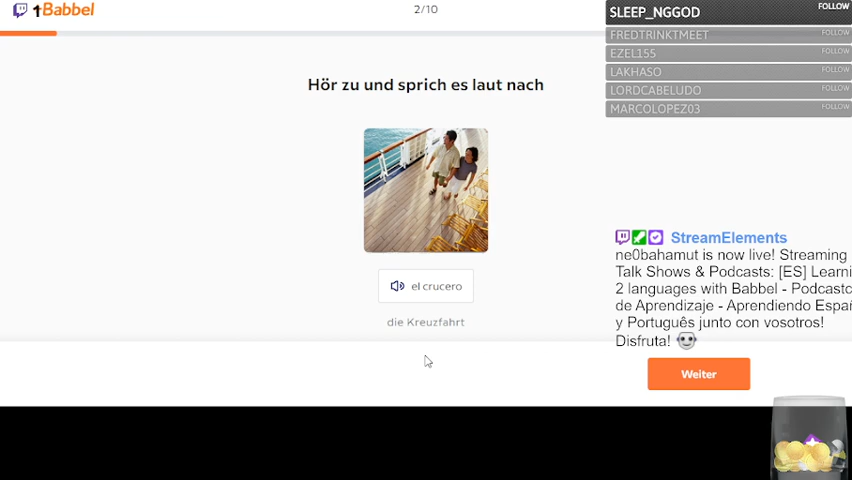 Babbel
2/10
Hör zu und sprich es laut nach
el crucero
die Kreuzfahrt
Weiter
SLEEP_NGGOD FOLLOW
FREDTRINKTMEET FOLLOW
EZEL155 FOLLOW
LAKHASO FOLLOW
LORDCABELUDO FOLLOW
MARCOLOPEZ03 FOLLOW
StreamElements
ne0bahamut is now live! Streaming
Talk Shows & Podcasts: [ES] Learni
2 languages with Babbel - Podcast
de Aprendizaje - Aprendiendo Espa
y Português junto con vosotros!
Disfruta!